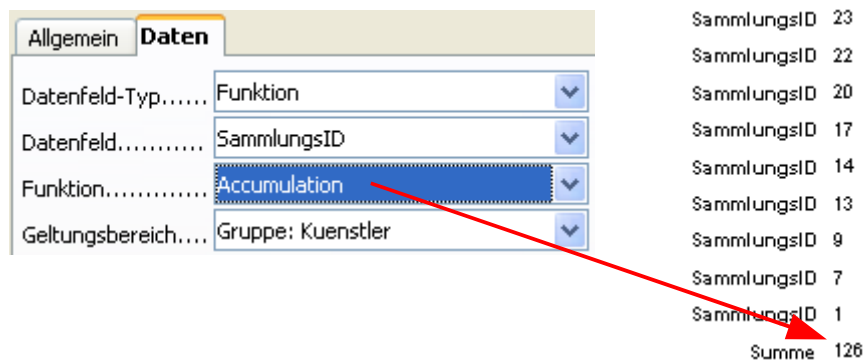 Allgemein Daten
Datenfeld-Typ...... Funktion
Datenfeld........... SammlungsID
Funktion............. Accumulation
Geltungsbereich.... Gruppe: Kuenstler
SammlungsID 23
SammlungsID 22
SammlungsID 20
SammlungsID 17
SammlungsID 14
SammlungsID 13
SammlungsID 9
SammlungsID 7
SammlungsID 1
Summe 126